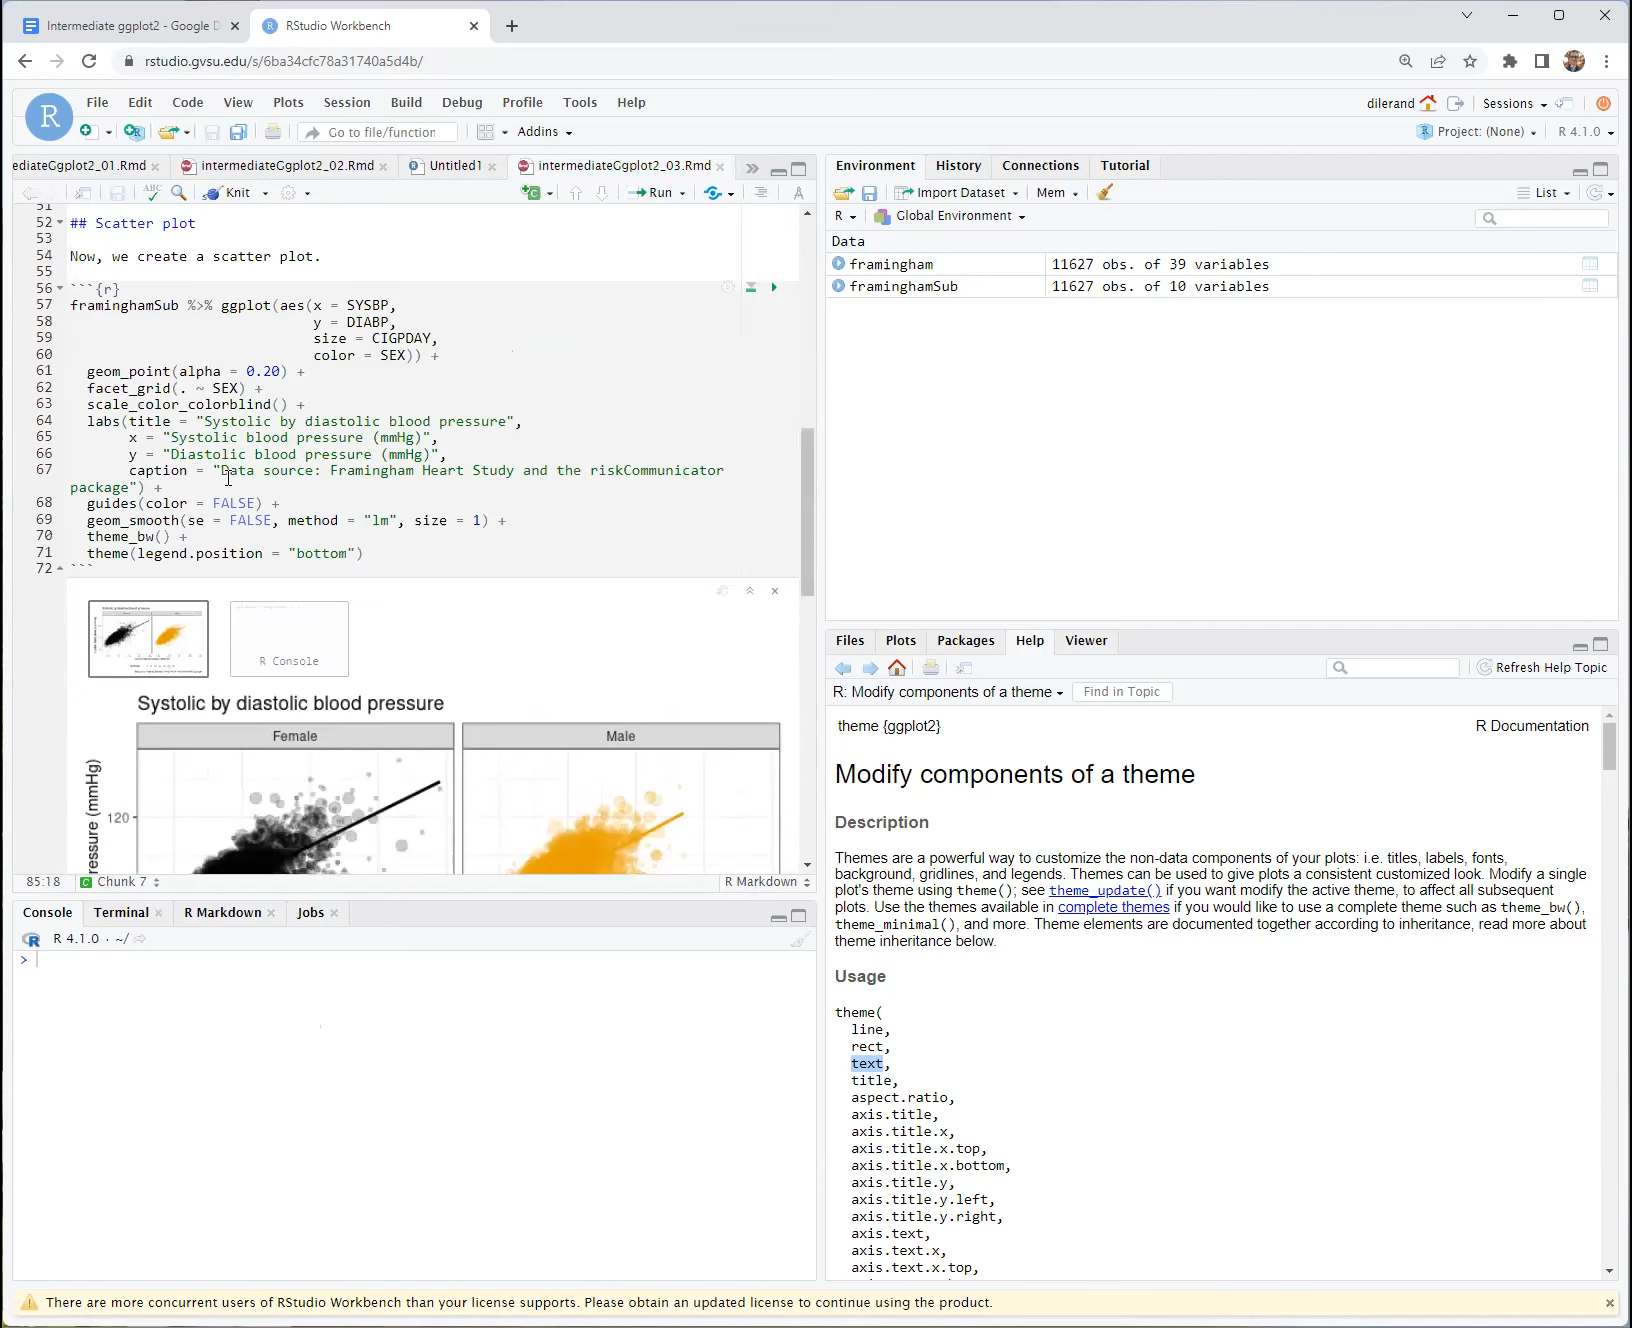 Intermediate ggplot2 - Google D
RStudio Workbench
rstudio.gvsu.edu/s/6ba34cfc78a31740a5d4b/
R
File Edit Code View Plots Session Build Debug Profile Tools Help
dilerand Sessions
Go to file/function
Addins
Project: (None)
R 4.1.0
ediateGgplot2_01.Rmd intermediateGgplot2_02.Rmd Untitled1 intermediateGgplot2_03.Rmd
ABC Knit Run
51
52 ## Scatter plot
53
54 Now, we create a scatter plot.
55
56 ```{r}
57 framinghamSub %>% ggplot(aes(x = SYSBP,
58 y = DIABP,
59 size = CIGPDAY,
60 color = SEX)) +
61 geom_point(alpha = 0.20) +
62 facet_grid(. ~ SEX) +
63 scale_color_colorblind() +
64 labs(title = "Systolic by diastolic blood pressure",
65 x = "Systolic blood pressure (mmHg)",
66 y = "Diastolic blood pressure (mmHg)",
67 caption = "Data source: Framingham Heart Study and the riskCommunicator
package") +
68 guides(color = FALSE) +
69 geom_smooth(se = FALSE, method = "lm", size = 1) +
70 theme_bw() +
71 theme(legend.position = "bottom")
72 ```
R Console
Systolic by diastolic blood pressure
Female Male
ressure (mmHg)
120
85:18 Chunk 7 R Markdown
Console Terminal R Markdown Jobs
R 4.1.0 · ~/
>
Environment History Connections Tutorial
Import Dataset Mem List
R Global Environment
Data
framingham 11627 obs. of 39 variables
framinghamSub 11627 obs. of 10 variables
Files Plots Packages Help Viewer
Refresh Help Topic
R: Modify components of a theme Find in Topic
theme {ggplot2} R Documentation
Modify components of a theme
Description
Themes are a powerful way to customize the non-data components of your plots: i.e. titles, labels, fonts,
background, gridlines, and legends. Themes can be used to give plots a consistent customized look. Modify a single
plot's theme using theme(); see theme_update() if you want modify the active theme, to affect all subsequent
plots. Use the themes available in complete themes if you would like to use a complete theme such as theme_bw(),
theme_minimal(), and more. Theme elements are documented together according to inheritance, read more about
theme inheritance below.
Usage
theme(
line,
rect,
text,
title,
aspect.ratio,
axis.title,
axis.title.x,
axis.title.x.top,
axis.title.x.bottom,
axis.title.y,
axis.title.y.left,
axis.title.y.right,
axis.text,
axis.text.x,
axis.text.x.top,
There are more concurrent users of RStudio Workbench than your license supports. Please obtain an updated license to continue using the product.